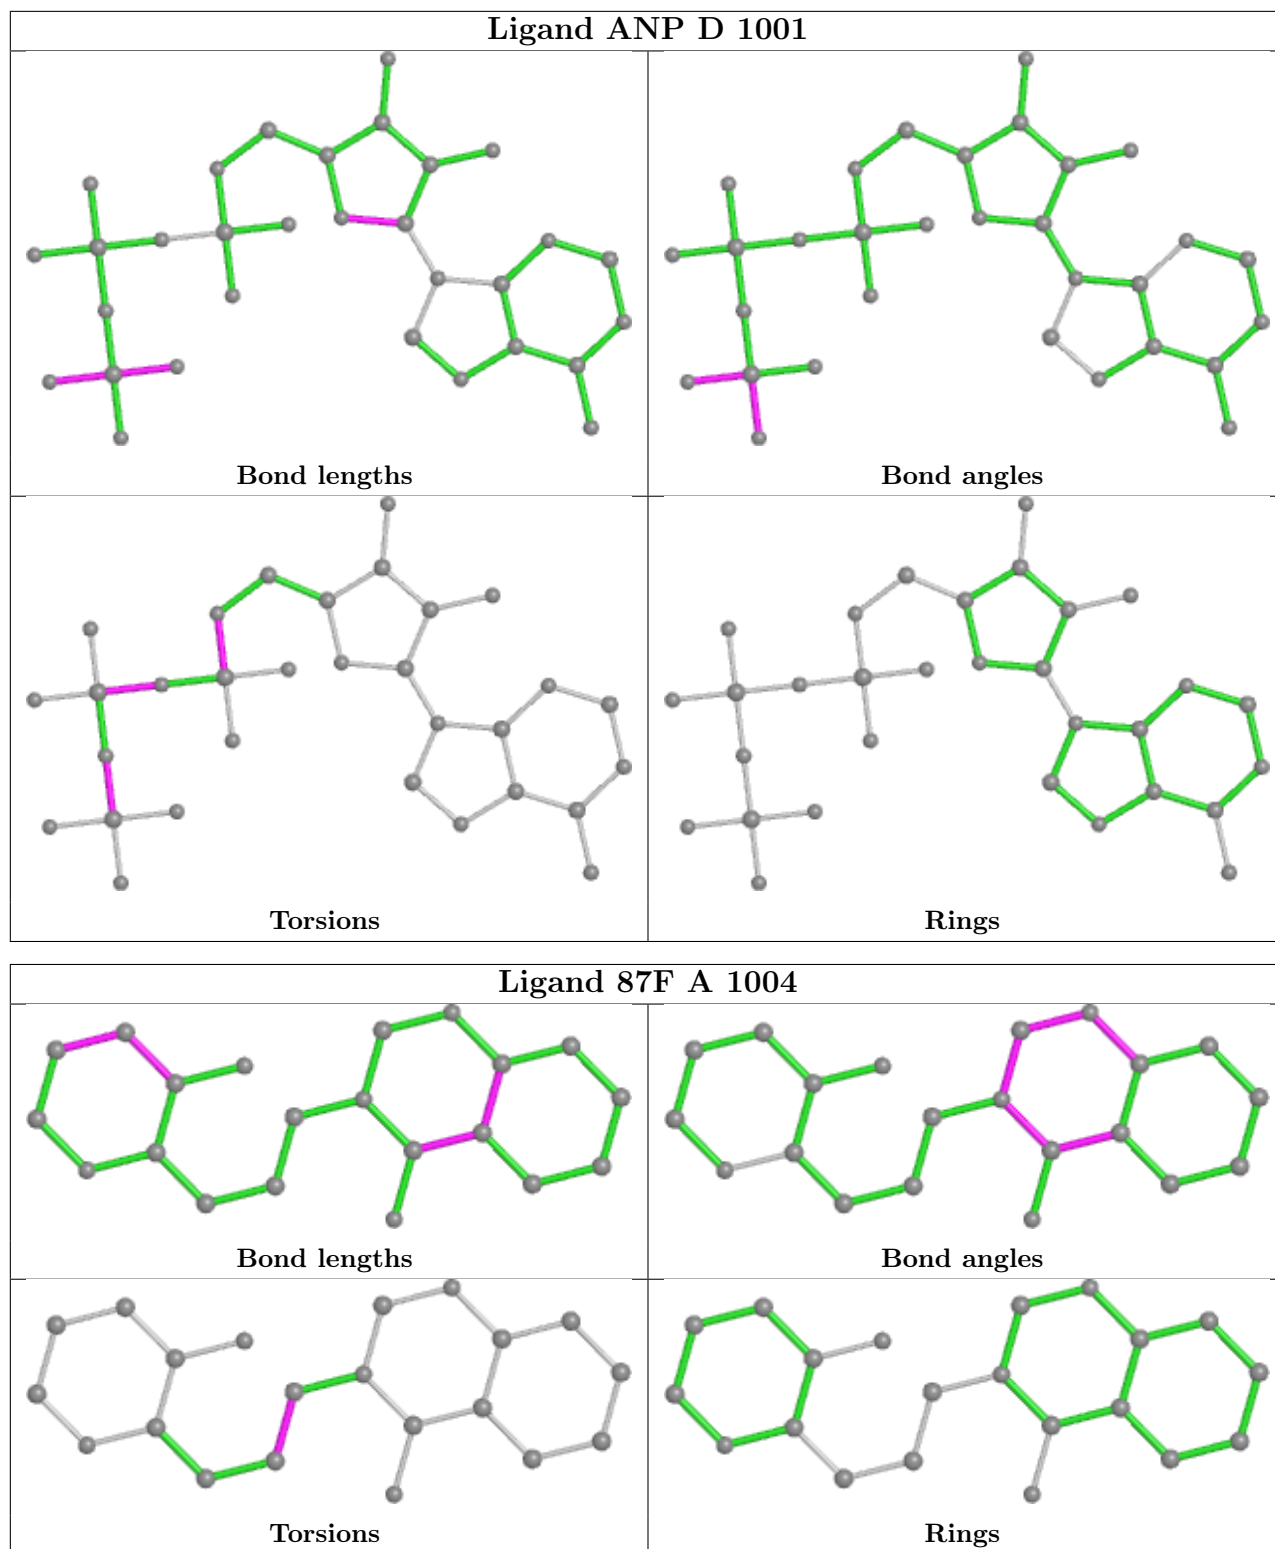 Ligand ANP D 1001
Bond lengths
Bond angles
Torsions
Rings
Ligand 87F A 1004
Bond lengths
Bond angles
Torsions
Rings